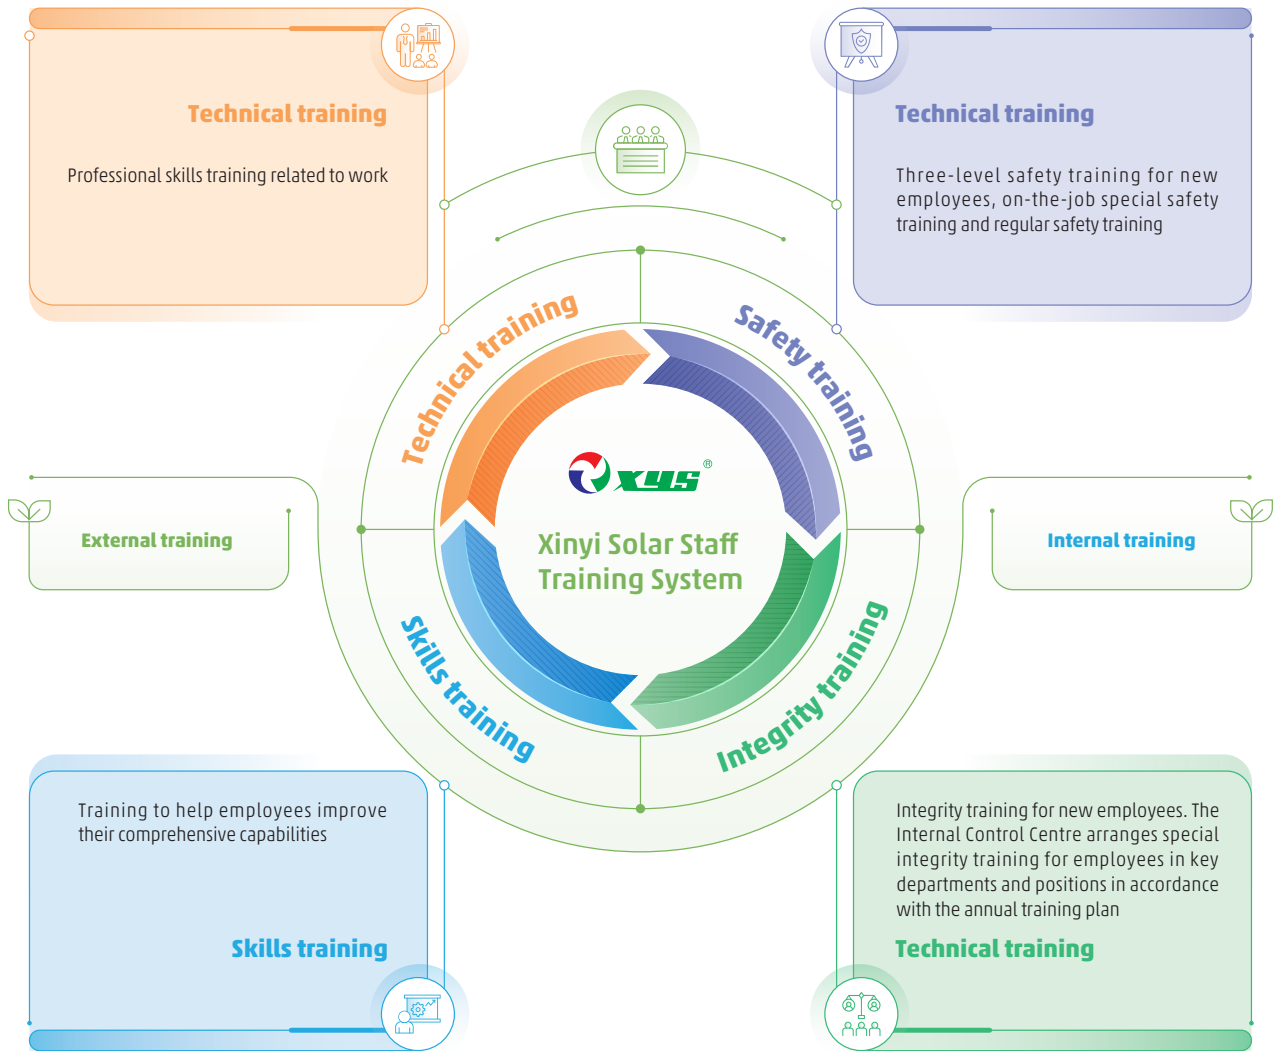 Technical training
Professional skills training related to work
Technical training
Three-level safety training for new
employees, on-the-job special safety
training and regular safety training
Technical training
Safety training
XYS®
Xinyi Solar Staff
Training System
External training
Internal training
Skills training
Integrity training
Training to help employees improve
their comprehensive capabilities
Skills training
Integrity training for new employees. The
Internal Control Centre arranges special
integrity training for employees in key
departments and positions in accordance
with the annual training plan
Technical training